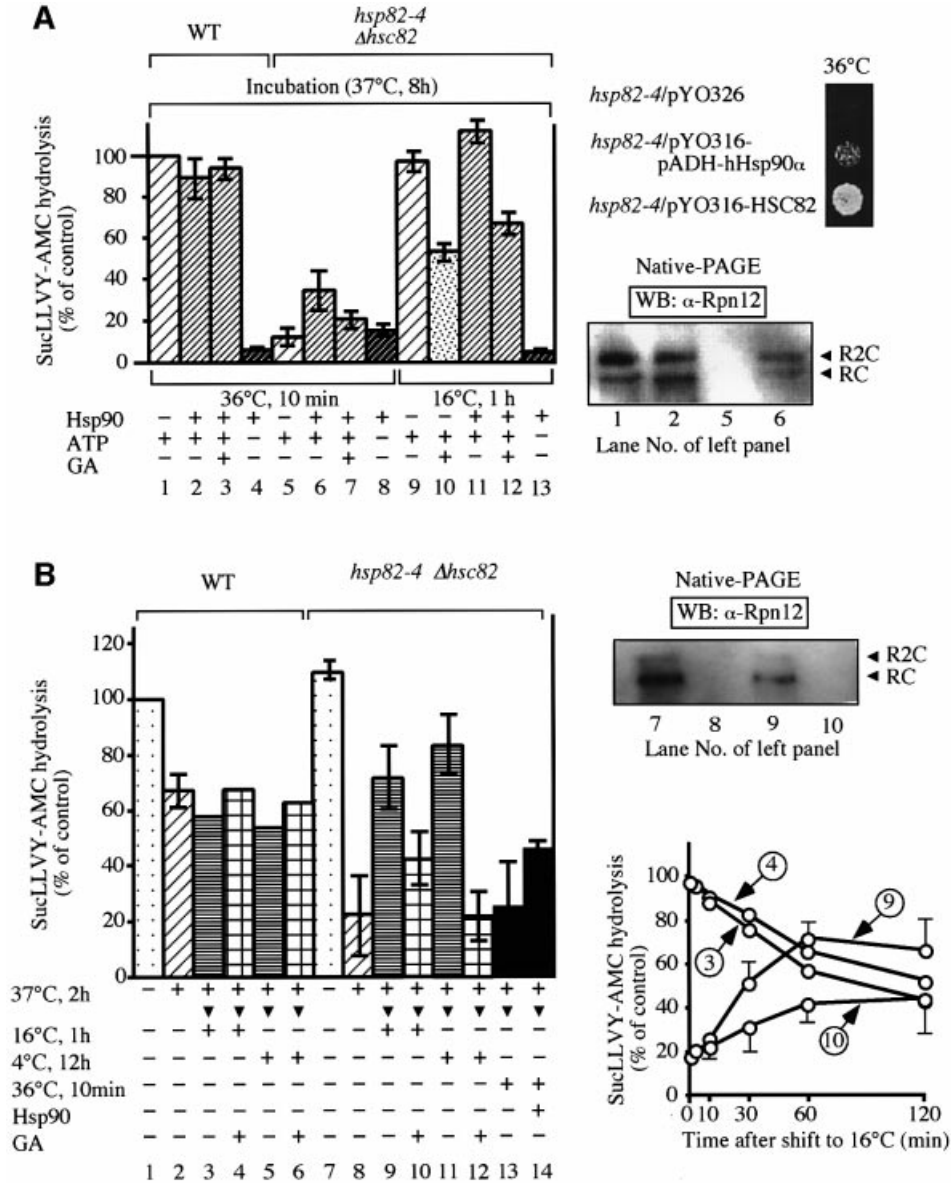 A
WT
hsp82-4
Δhsc82
Incubation (37°C, 8h)
SucLLVY-AMC hydrolysis
(% of control)
100
80
60
40
20
0
36°C, 10 min
16°C, 1 h
Hsp90 − + + + − + + + − − + + +
ATP + + + − + + + − + + + + −
GA − − + − − − + − − + − + −
1 2 3 4 5 6 7 8 9 10 11 12 13
36°C
hsp82-4/pYO326
hsp82-4/pYO316-
pADH-hHsp90α
hsp82-4/pYO316-HSC82
Native-PAGE
WB: α-Rpn12
R2C
RC
1 2 5 6
Lane No. of left panel
B
WT
hsp82-4 Δhsc82
SucLLVY-AMC hydrolysis
(% of control)
120
100
80
60
40
20
0
37°C, 2h − + + + + + − + + + + + + +
16°C, 1h − − + + − − − − + + − − − −
4°C, 12h − − − − + + − − − − + + − −
36°C, 10min − − − − − − − − − − − − + +
Hsp90 − − − − − − − − − − − − − +
GA − − − + − + − − − + − + − −
1 2 3 4 5 6 7 8 9 10 11 12 13 14
Native-PAGE
WB: α-Rpn12
R2C
RC
7 8 9 10
Lane No. of left panel
SucLLVY-AMC hydrolysis
(% of control)
100
80
60
40
20
0
4
9
3
10
0 10 30 60 120
Time after shift to 16°C (min)